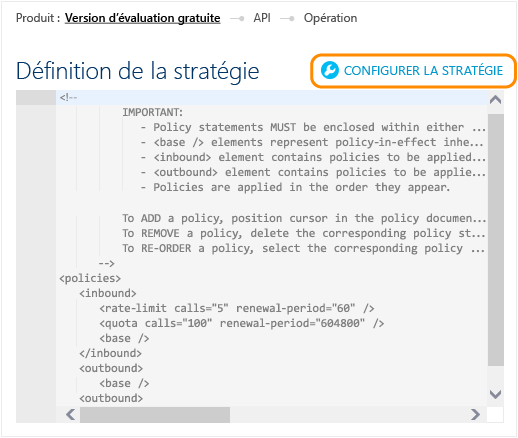 Produit : Version d'évaluation gratuite API Opération
Définition de la stratégie CONFIGURER LA STRATÉGIE
<!--
IMPORTANT:
- Policy statements MUST be enclosed within either ...
- <base /> elements represent policy-in-effect inhe...
- <inbound> element contains policies to be applied...
- <outbound> element contains policies to be applie...
- Policies are applied in the order they appear.
To ADD a policy, position cursor in the policy documen...
To REMOVE a policy, delete the corresponding policy st...
To RE-ORDER a policy, select the corresponding policy ...
-->
<policies>
<inbound>
<rate-limit calls="5" renewal-period="60" />
<quota calls="100" renewal-period="604800" />
<base />
</inbound>
<outbound>
<base />
<outbound>